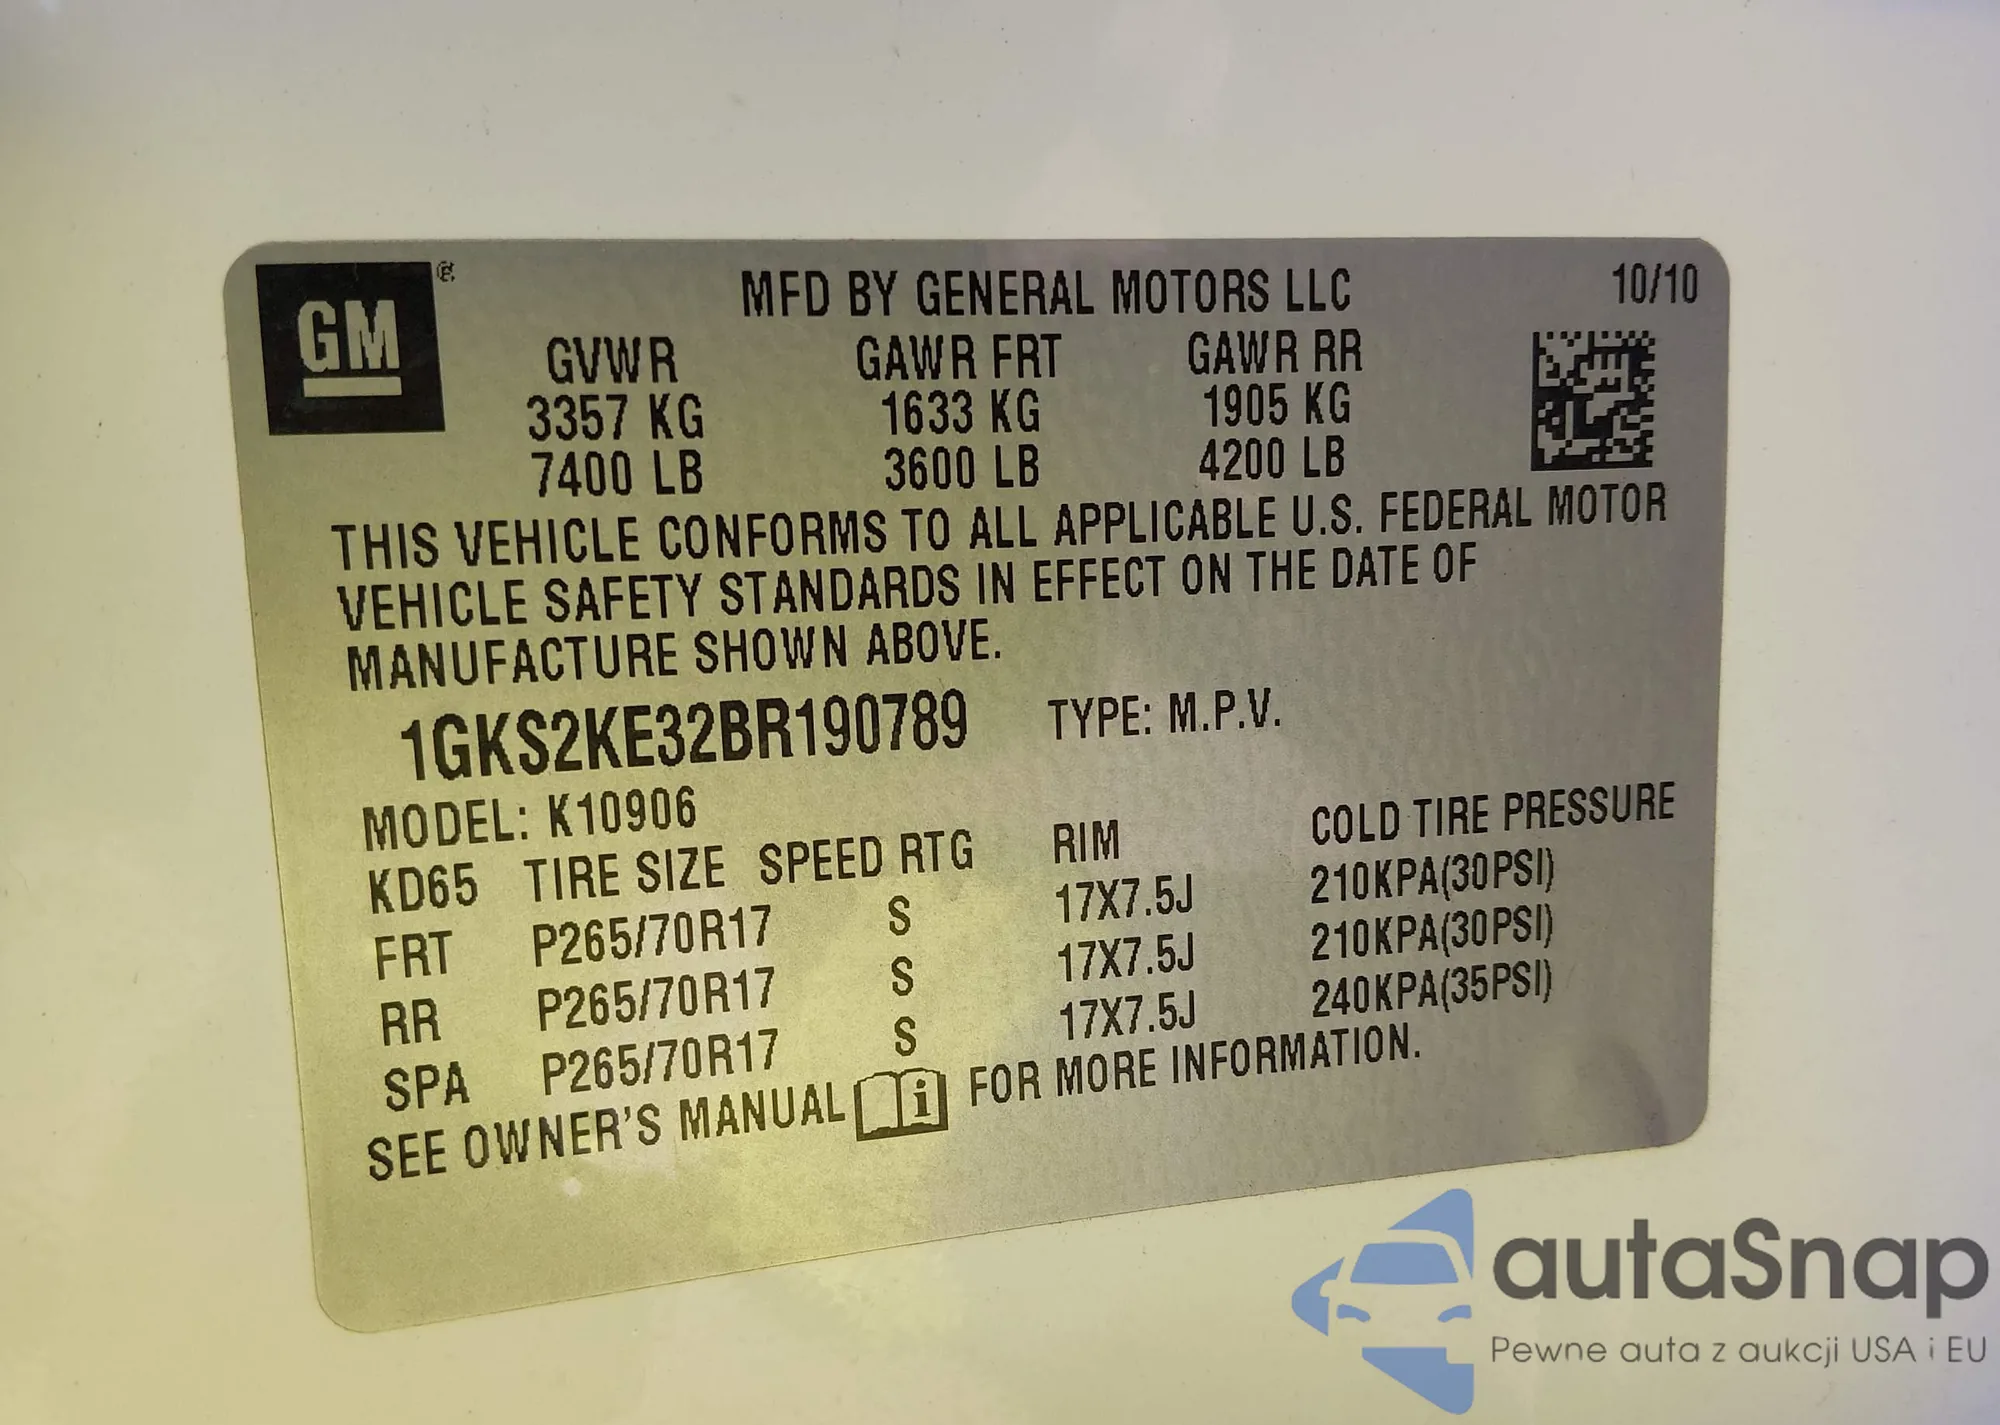 GM ®
MFD BY GENERAL MOTORS LLC 10/10
GVWR GAWR FRT GAWR RR
3357 KG 1633 KG 1905 KG
7400 LB 3600 LB 4200 LB
THIS VEHICLE CONFORMS TO ALL APPLICABLE U.S. FEDERAL MOTOR
VEHICLE SAFETY STANDARDS IN EFFECT ON THE DATE OF
MANUFACTURE SHOWN ABOVE.
1GKS2KE32BR190789 TYPE: M.P.V.
MODEL: K10906
KD65 TIRE SIZE SPEED RTG RIM COLD TIRE PRESSURE
FRT P265/70R17 S 17X7.5J 210KPA(30PSI)
RR P265/70R17 S 17X7.5J 210KPA(30PSI)
SPA P265/70R17 S 17X7.5J 240KPA(35PSI)
SEE OWNER'S MANUAL i FOR MORE INFORMATION.
autaSnap
Pewne auta z aukcji USA i EU